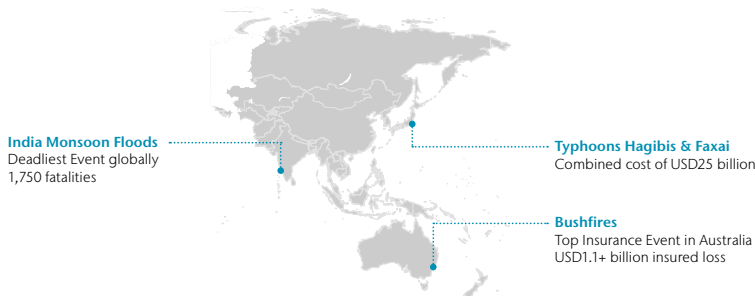 India Monsoon Floods
Deadliest Event globally
1,750 fatalities
Typhoons Hagibis & Faxai
Combined cost of USD25 billion
Bushfires
Top Insurance Event in Australia
USD1.1+ billion insured loss